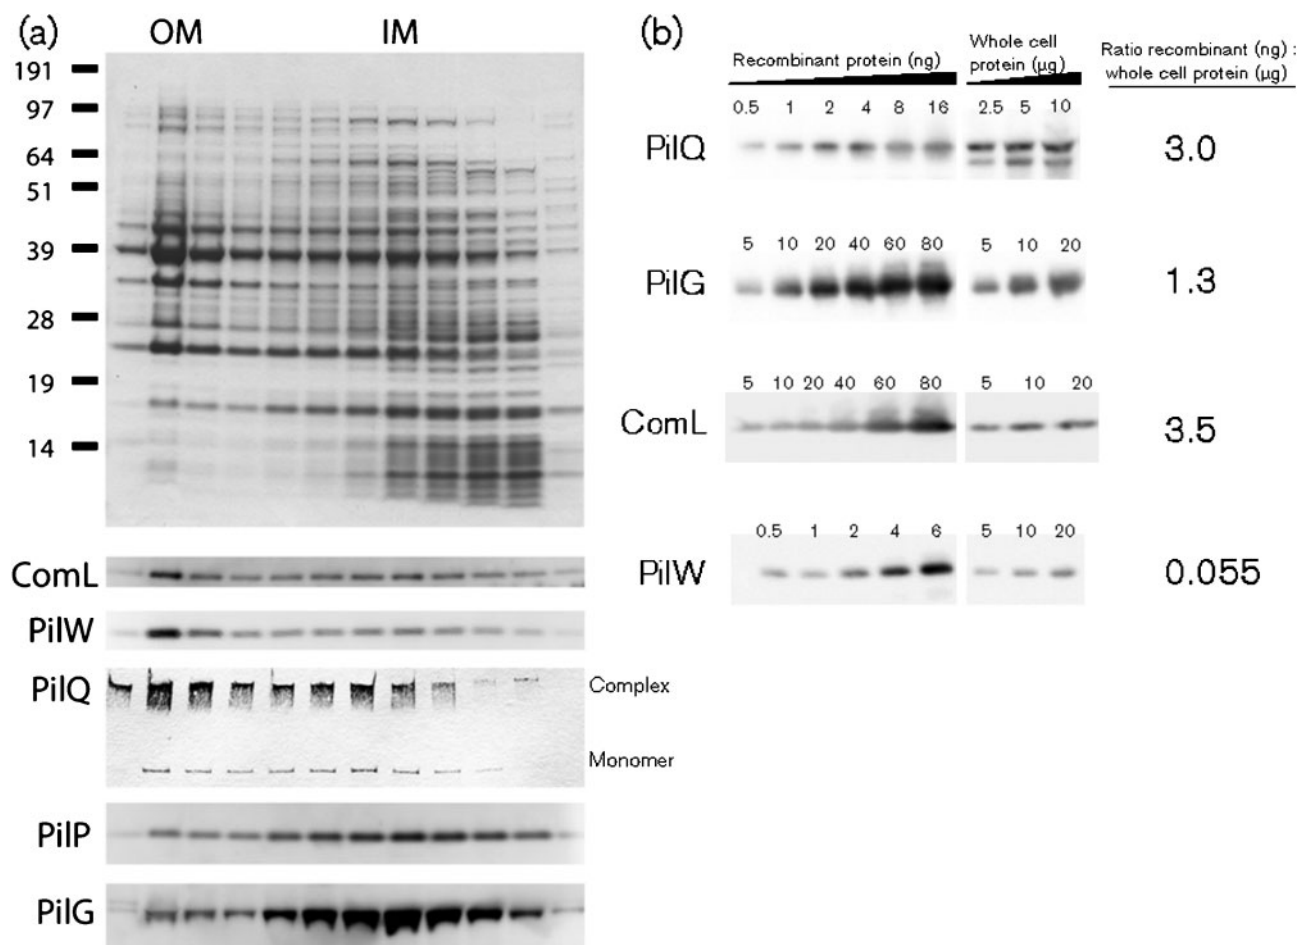 (a) OM IM
191
97
64
51
39
28
19
14
ComL
PilW
PilQ
Complex
Monomer
PilP
PilG
(b)
Recombinant protein (ng)
Whole cell
protein (µg)
Ratio recombinant (ng) :
whole cell protein (µg)
0.5 1 2 4 8 16 2.5 5 10
PilQ 3.0
5 10 20 40 60 80 5 10 20
PilG 1.3
5 10 20 40 60 80 5 10 20
ComL 3.5
0.5 1 2 4 6 5 10 20
PilW 0.055